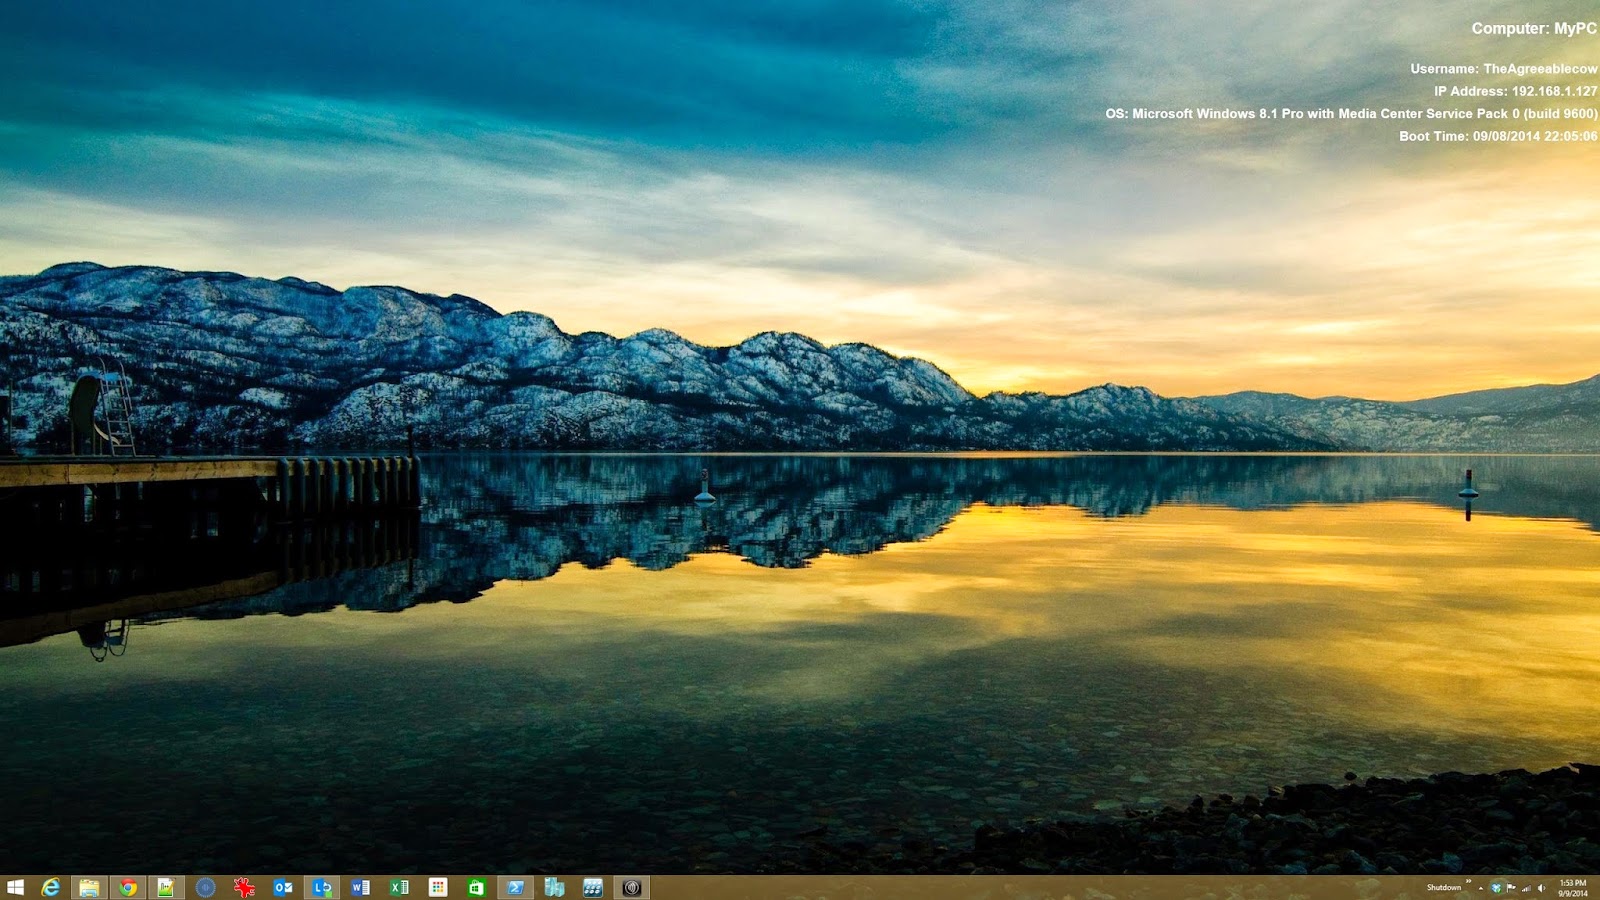 Computer: MyPC
Username: TheAgreeablecow
IP Address: 192.168.1.127
OS: Microsoft Windows 8.1 Pro with Media Center Service Pack 0 (build 9600)
Boot Time: 09/08/2014 22:05:06
Shutdown
1:53 PM
9/9/2014